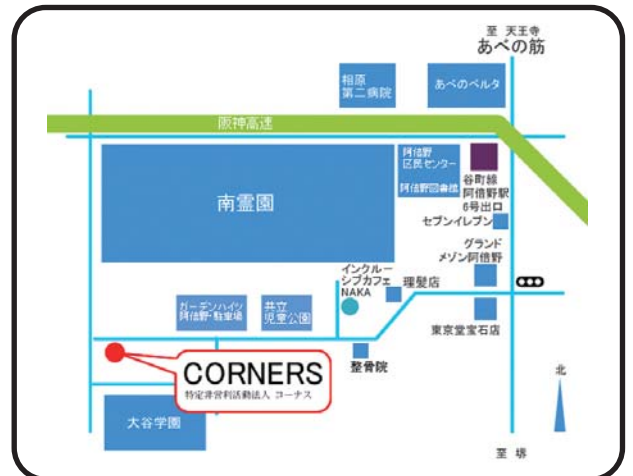 至 天王寺
あべの筋
相原
第二病院
あべのベルタ
阪神高速
阿倍野
区民センター
阿倍野図書館
谷町線
阿倍野駅
6号出口
南霊園
セブンイレブン
グランド
メゾン阿倍野
インクルー
シブカフェ
NAKA
理髪店
ガーデンハイツ
阿倍野・駐車場
共立
児童公園
東京堂宝石店
整骨院
CORNERS
特定非営利活動法人 コーナス
北
大谷学園
至 堺